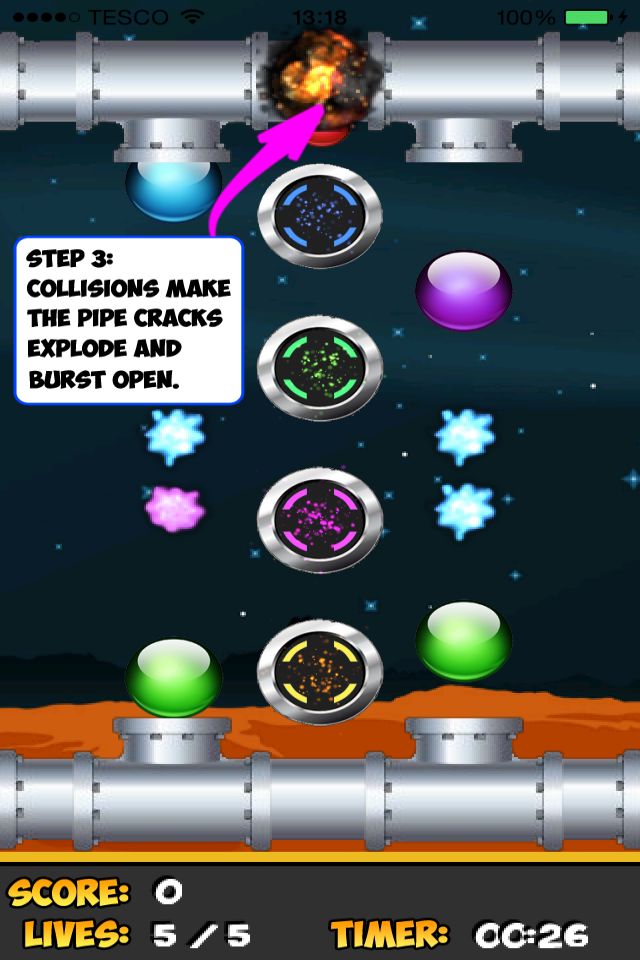 TESCO 13:18 100%
STEP 3:
COLLISIONS MAKE
THE PIPE CRACKS
EXPLODE AND
BURST OPEN.
SCORE: 0
LIVES: 5 / 5 TIMER: 00:26